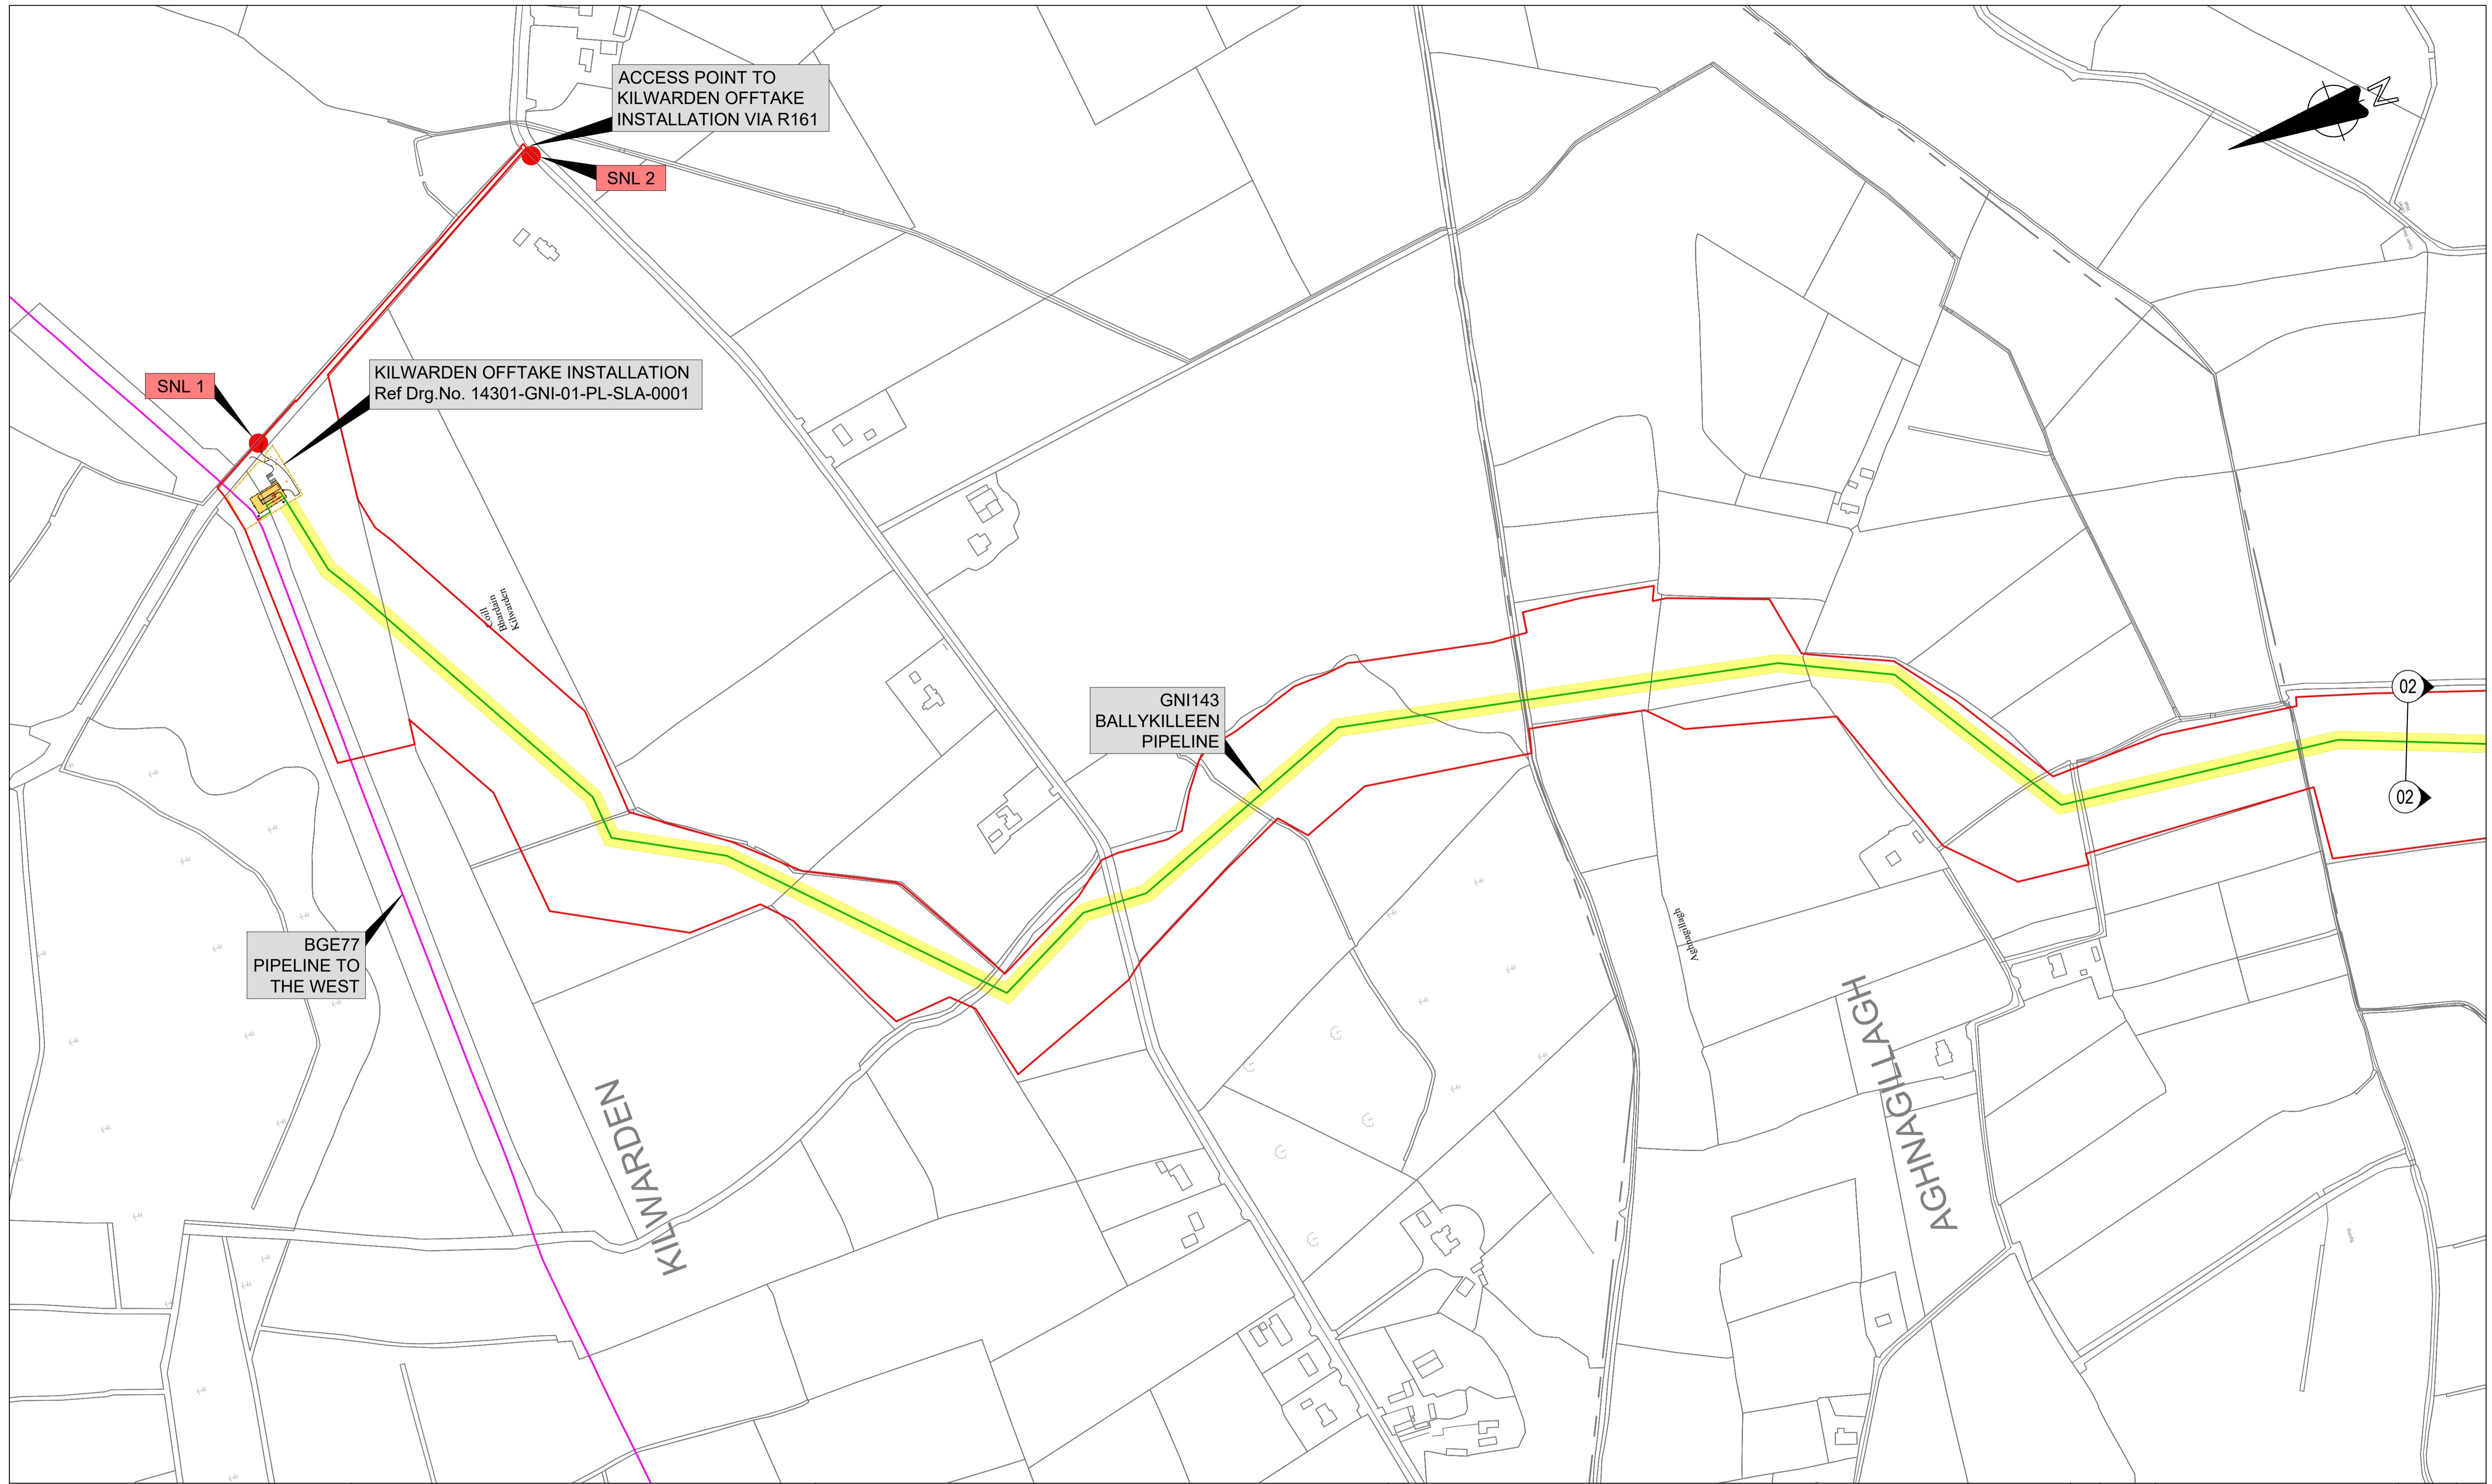 ACCESS POINT TO
KILWARDEN OFFTAKE
INSTALLATION VIA R161
SNL 2
N
SNL 1
KILWARDEN OFFTAKE INSTALLATION
Ref Drg.No. 14301-GNI-01-PL-SLA-0001
Coill
Bhardain
Kilwarden
GNI143
BALLYKILLEEN
PIPELINE
02
02
BGE77
PIPELINE TO
THE WEST
Aghnagillagh
KILWARDEN
AGHNAGILLAGH
Spring